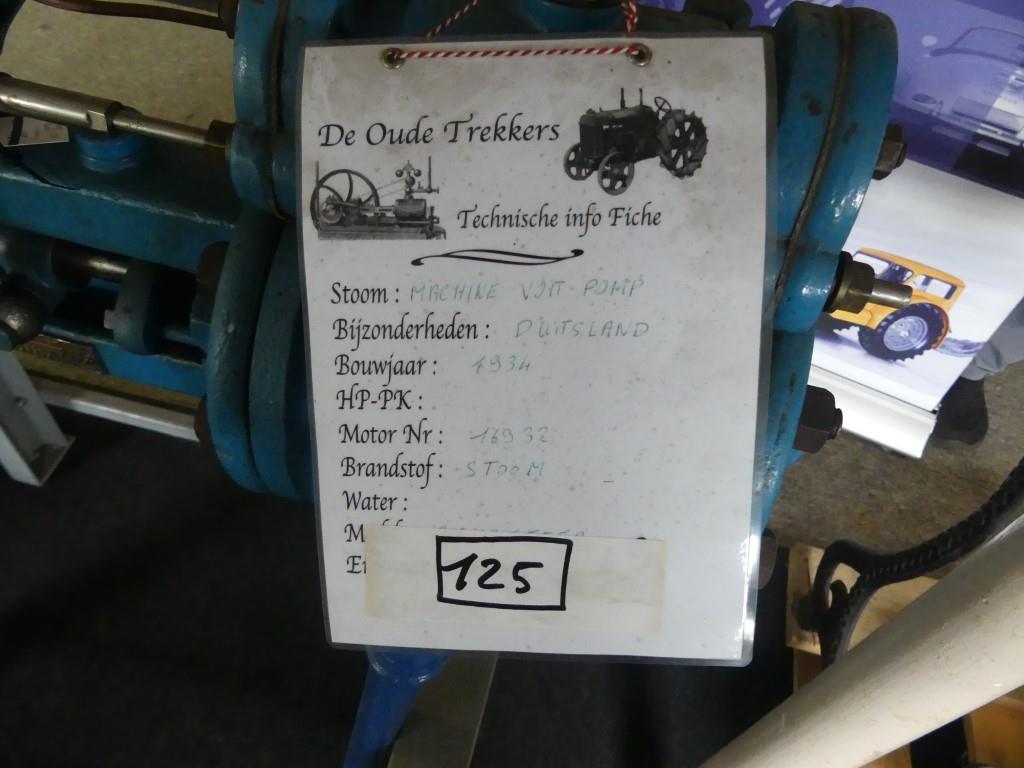 De Oude Trekkers
Technische info Fiche
Stoom : MACHINE VOIT-POMP
Bijzonderheden : DUITSLAND
Bouwjaar : 1934
HP-PK :
Motor Nr : 16932
Brandstof : STOOM
Water :
125